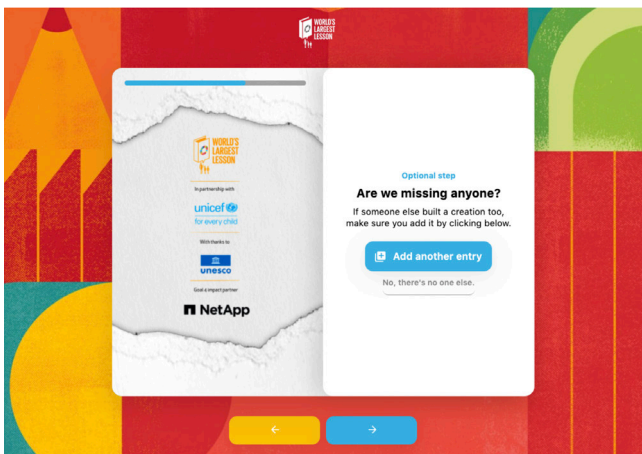 WORLD'S
LARGEST
LESSON
WORLD'S
LARGEST
LESSON
In partnership with
unicef
for every child
With thanks to
unesco
Goal 4 impact partner
NetApp
Optional step
Are we missing anyone?
If someone else built a creation too,
make sure you add it by clicking below.
Add another entry
No, there's no one else.